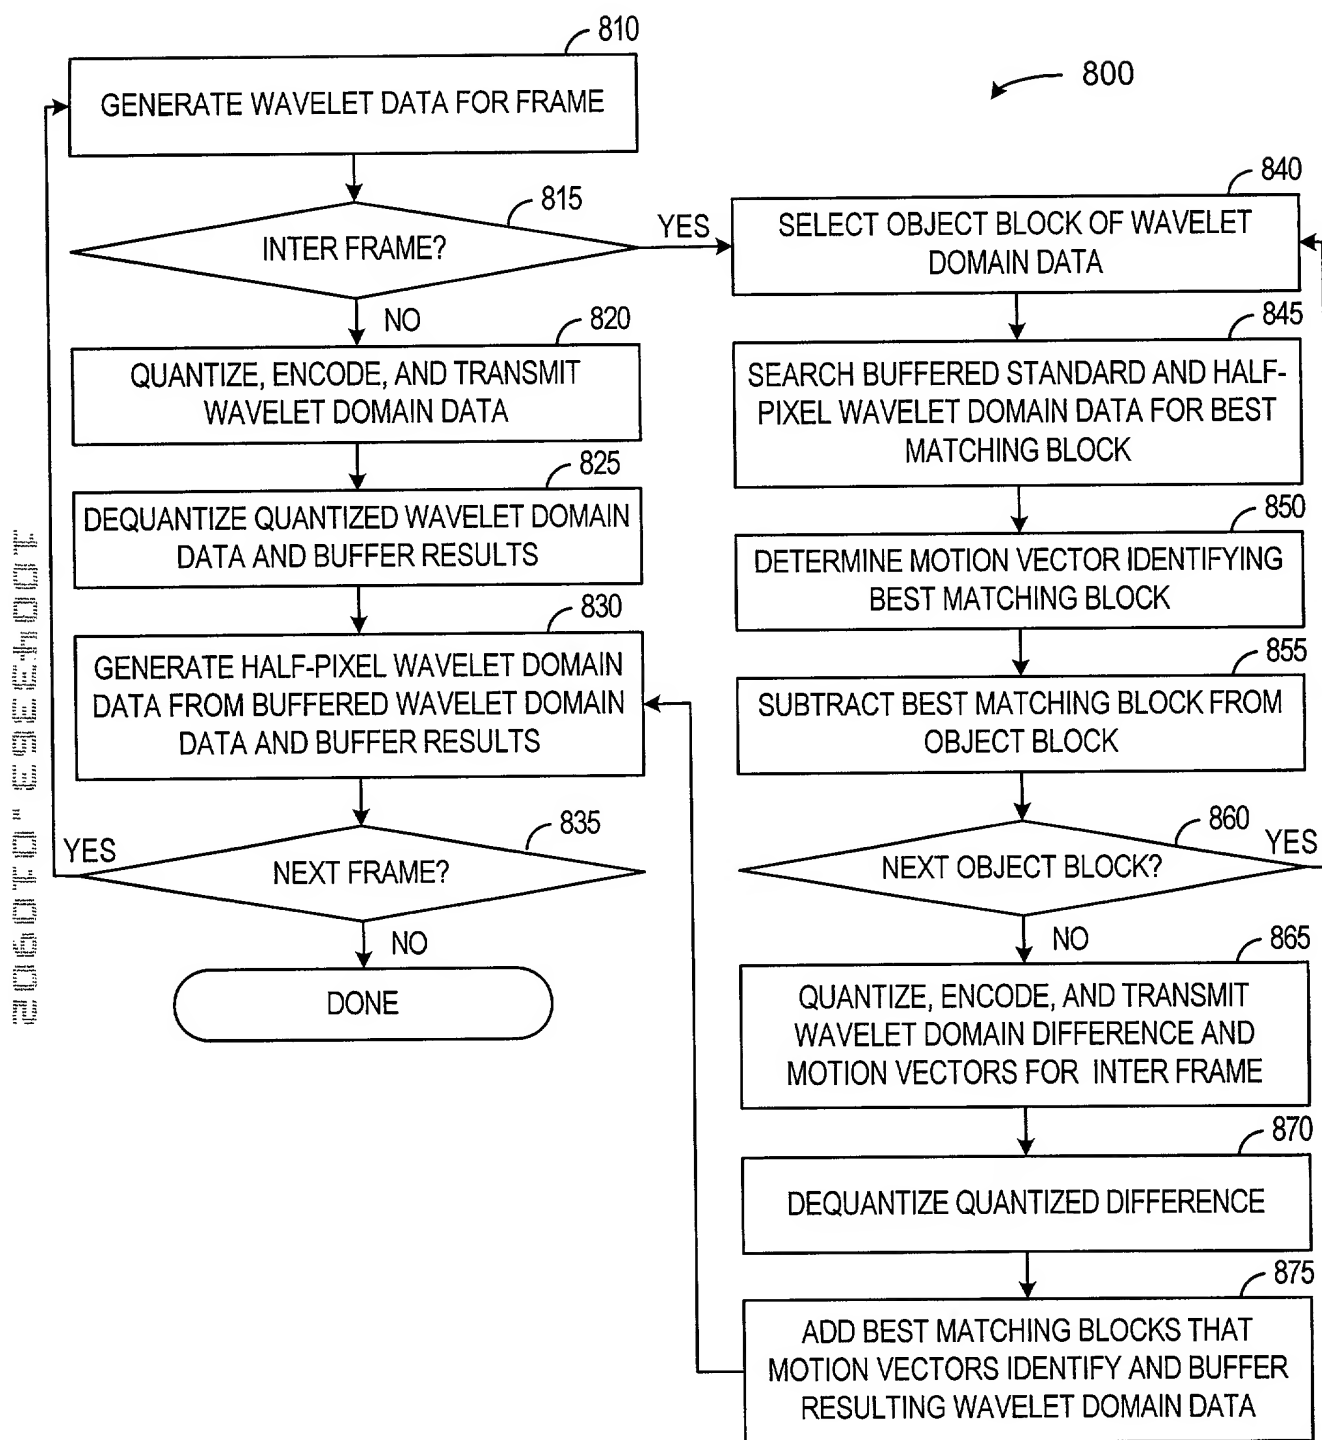 810
GENERATE WAVELET DATA FOR FRAME
800
815
INTER FRAME?
YES
NO
820
QUANTIZE, ENCODE, AND TRANSMIT
WAVELET DOMAIN DATA
825
DEQUANTIZE QUANTIZED WAVELET DOMAIN
DATA AND BUFFER RESULTS
830
GENERATE HALF-PIXEL WAVELET DOMAIN
DATA FROM BUFFERED WAVELET DOMAIN
DATA AND BUFFER RESULTS
835
YES
NEXT FRAME?
NO
DONE
840
SELECT OBJECT BLOCK OF WAVELET
DOMAIN DATA
845
SEARCH BUFFERED STANDARD AND HALF-
PIXEL WAVELET DOMAIN DATA FOR BEST
MATCHING BLOCK
850
DETERMINE MOTION VECTOR IDENTIFYING
BEST MATCHING BLOCK
855
SUBTRACT BEST MATCHING BLOCK FROM
OBJECT BLOCK
860
YES
NEXT OBJECT BLOCK?
NO
865
QUANTIZE, ENCODE, AND TRANSMIT
WAVELET DOMAIN DIFFERENCE AND
MOTION VECTORS FOR INTER FRAME
870
DEQUANTIZE QUANTIZED DIFFERENCE
875
ADD BEST MATCHING BLOCKS THAT
MOTION VECTORS IDENTIFY AND BUFFER
RESULTING WAVELET DOMAIN DATA